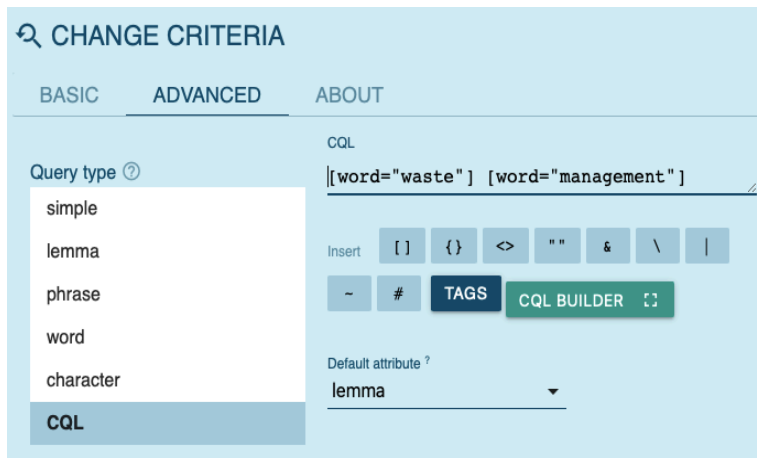 CHANGE CRITERIA
BASIC ADVANCED ABOUT
Query type ?
simple
lemma
phrase
word
character
CQL
CQL
[word="waste"] [word="management"]
Insert [] {} <> "" & \ |
~ # TAGS CQL BUILDER
Default attribute ?
lemma